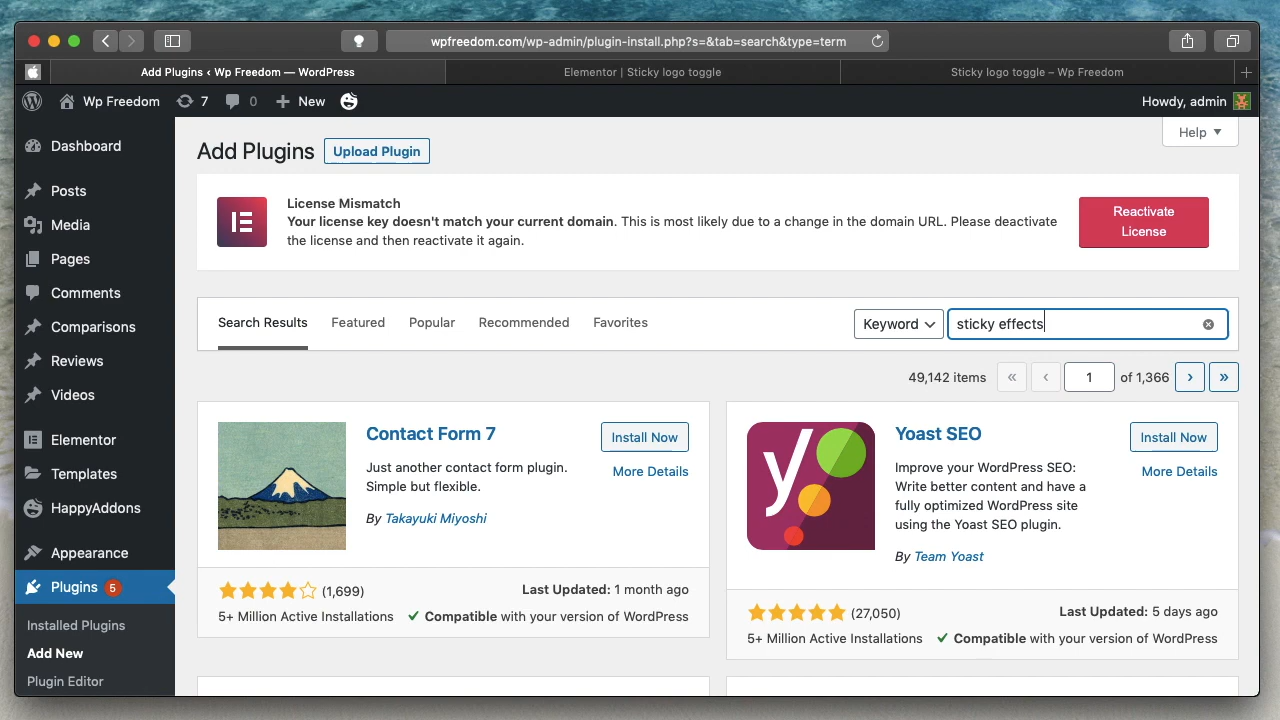 wpfreedom.com/wp-admin/plugin-install.php?s=&tab=search&type=term
Add Plugins ‹ Wp Freedom — WordPress
Elementor | Sticky logo toggle
Sticky logo toggle – Wp Freedom
Wp Freedom
7
0
New
Howdy, admin
Dashboard
Posts
Media
Pages
Comments
Comparisons
Reviews
Videos
Elementor
Templates
HappyAddons
Appearance
Plugins 5
Installed Plugins
Add New
Plugin Editor
Help
Add Plugins
Upload Plugin
License Mismatch
Your license key doesn't match your current domain. This is most likely due to a change in the domain URL. Please deactivate
the license and then reactivate it again.
Reactivate
License
Search Results
Featured
Popular
Recommended
Favorites
Keyword
sticky effects
49,142 items
«
‹
1
of 1,366
›
»
Contact Form 7
Install Now
More Details
Just another contact form plugin.
Simple but flexible.
By Takayuki Miyoshi
(1,699)
Last Updated: 1 month ago
5+ Million Active Installations
Compatible with your version of WordPress
y
Yoast SEO
Install Now
More Details
Improve your WordPress SEO:
Write better content and have a
fully optimized WordPress site
using the Yoast SEO plugin.
By Team Yoast
(27,050)
Last Updated: 5 days ago
5+ Million Active Installations
Compatible with your version of WordPress